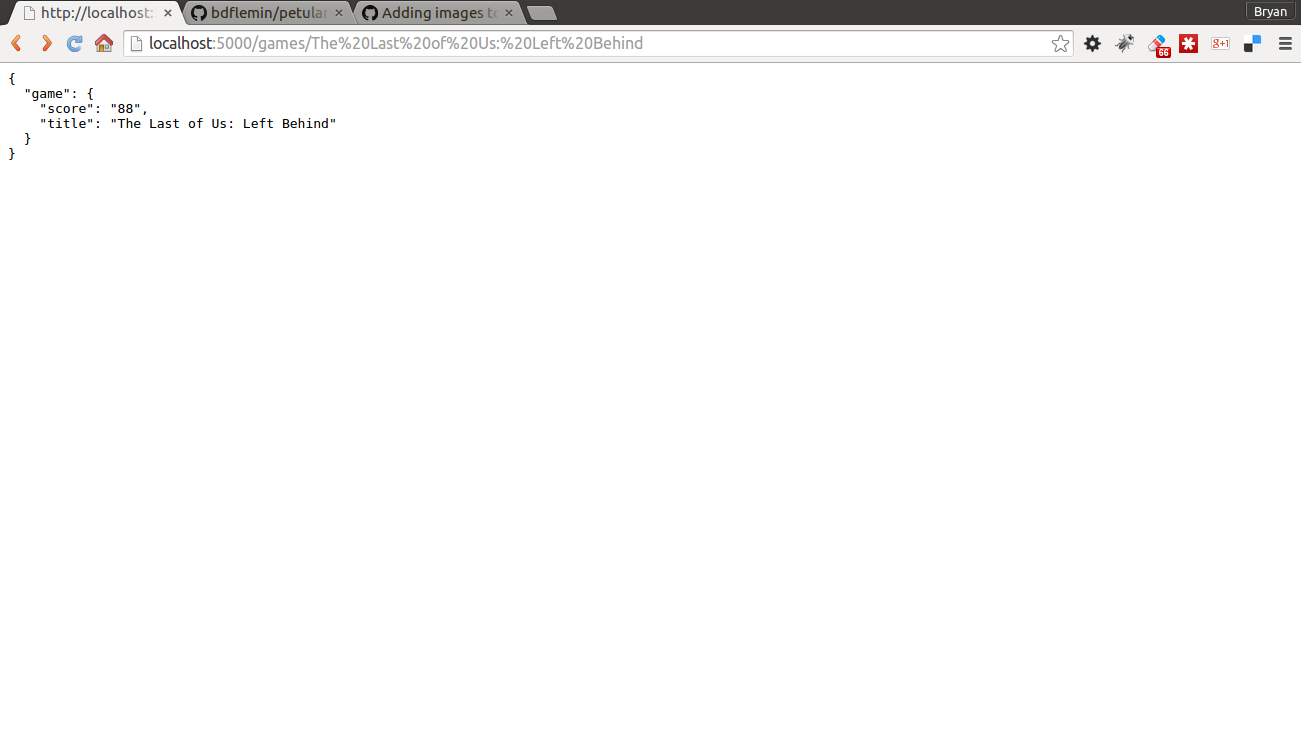 http://localhost:
bdflemin/petular
Adding images to
Bryan
localhost:5000/games/The%20Last%20of%20Us:%20Left%20Behind
66
g+1
{
  "game": {
    "score": "88",
    "title": "The Last of Us: Left Behind"
  }
}